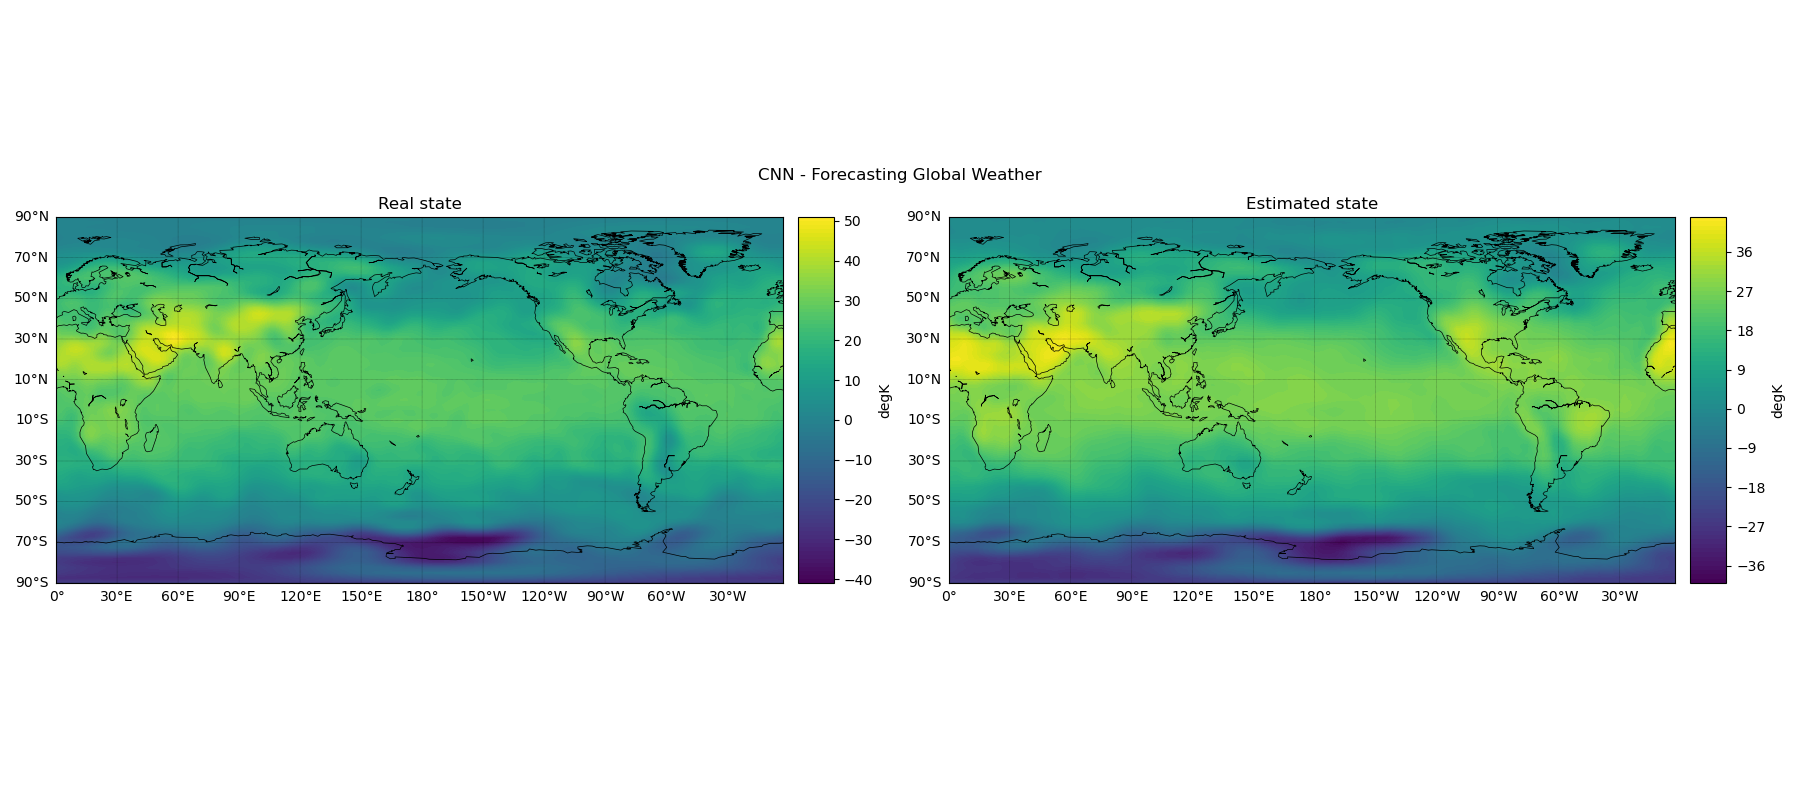 CNN - Forecasting Global Weather
Real state
90°N
70°N
50°N
30°N
10°N
10°S
30°S
50°S
70°S
90°S
0° 30°E 60°E 90°E 120°E 150°E 180° 150°W 120°W 90°W 60°W 30°W
50
40
30
20
10
0
−10
−20
−30
−40
degK
Estimated state
90°N
70°N
50°N
30°N
10°N
10°S
30°S
50°S
70°S
90°S
0° 30°E 60°E 90°E 120°E 150°E 180° 150°W 120°W 90°W 60°W 30°W
36
27
18
9
0
−9
−18
−27
−36
degK